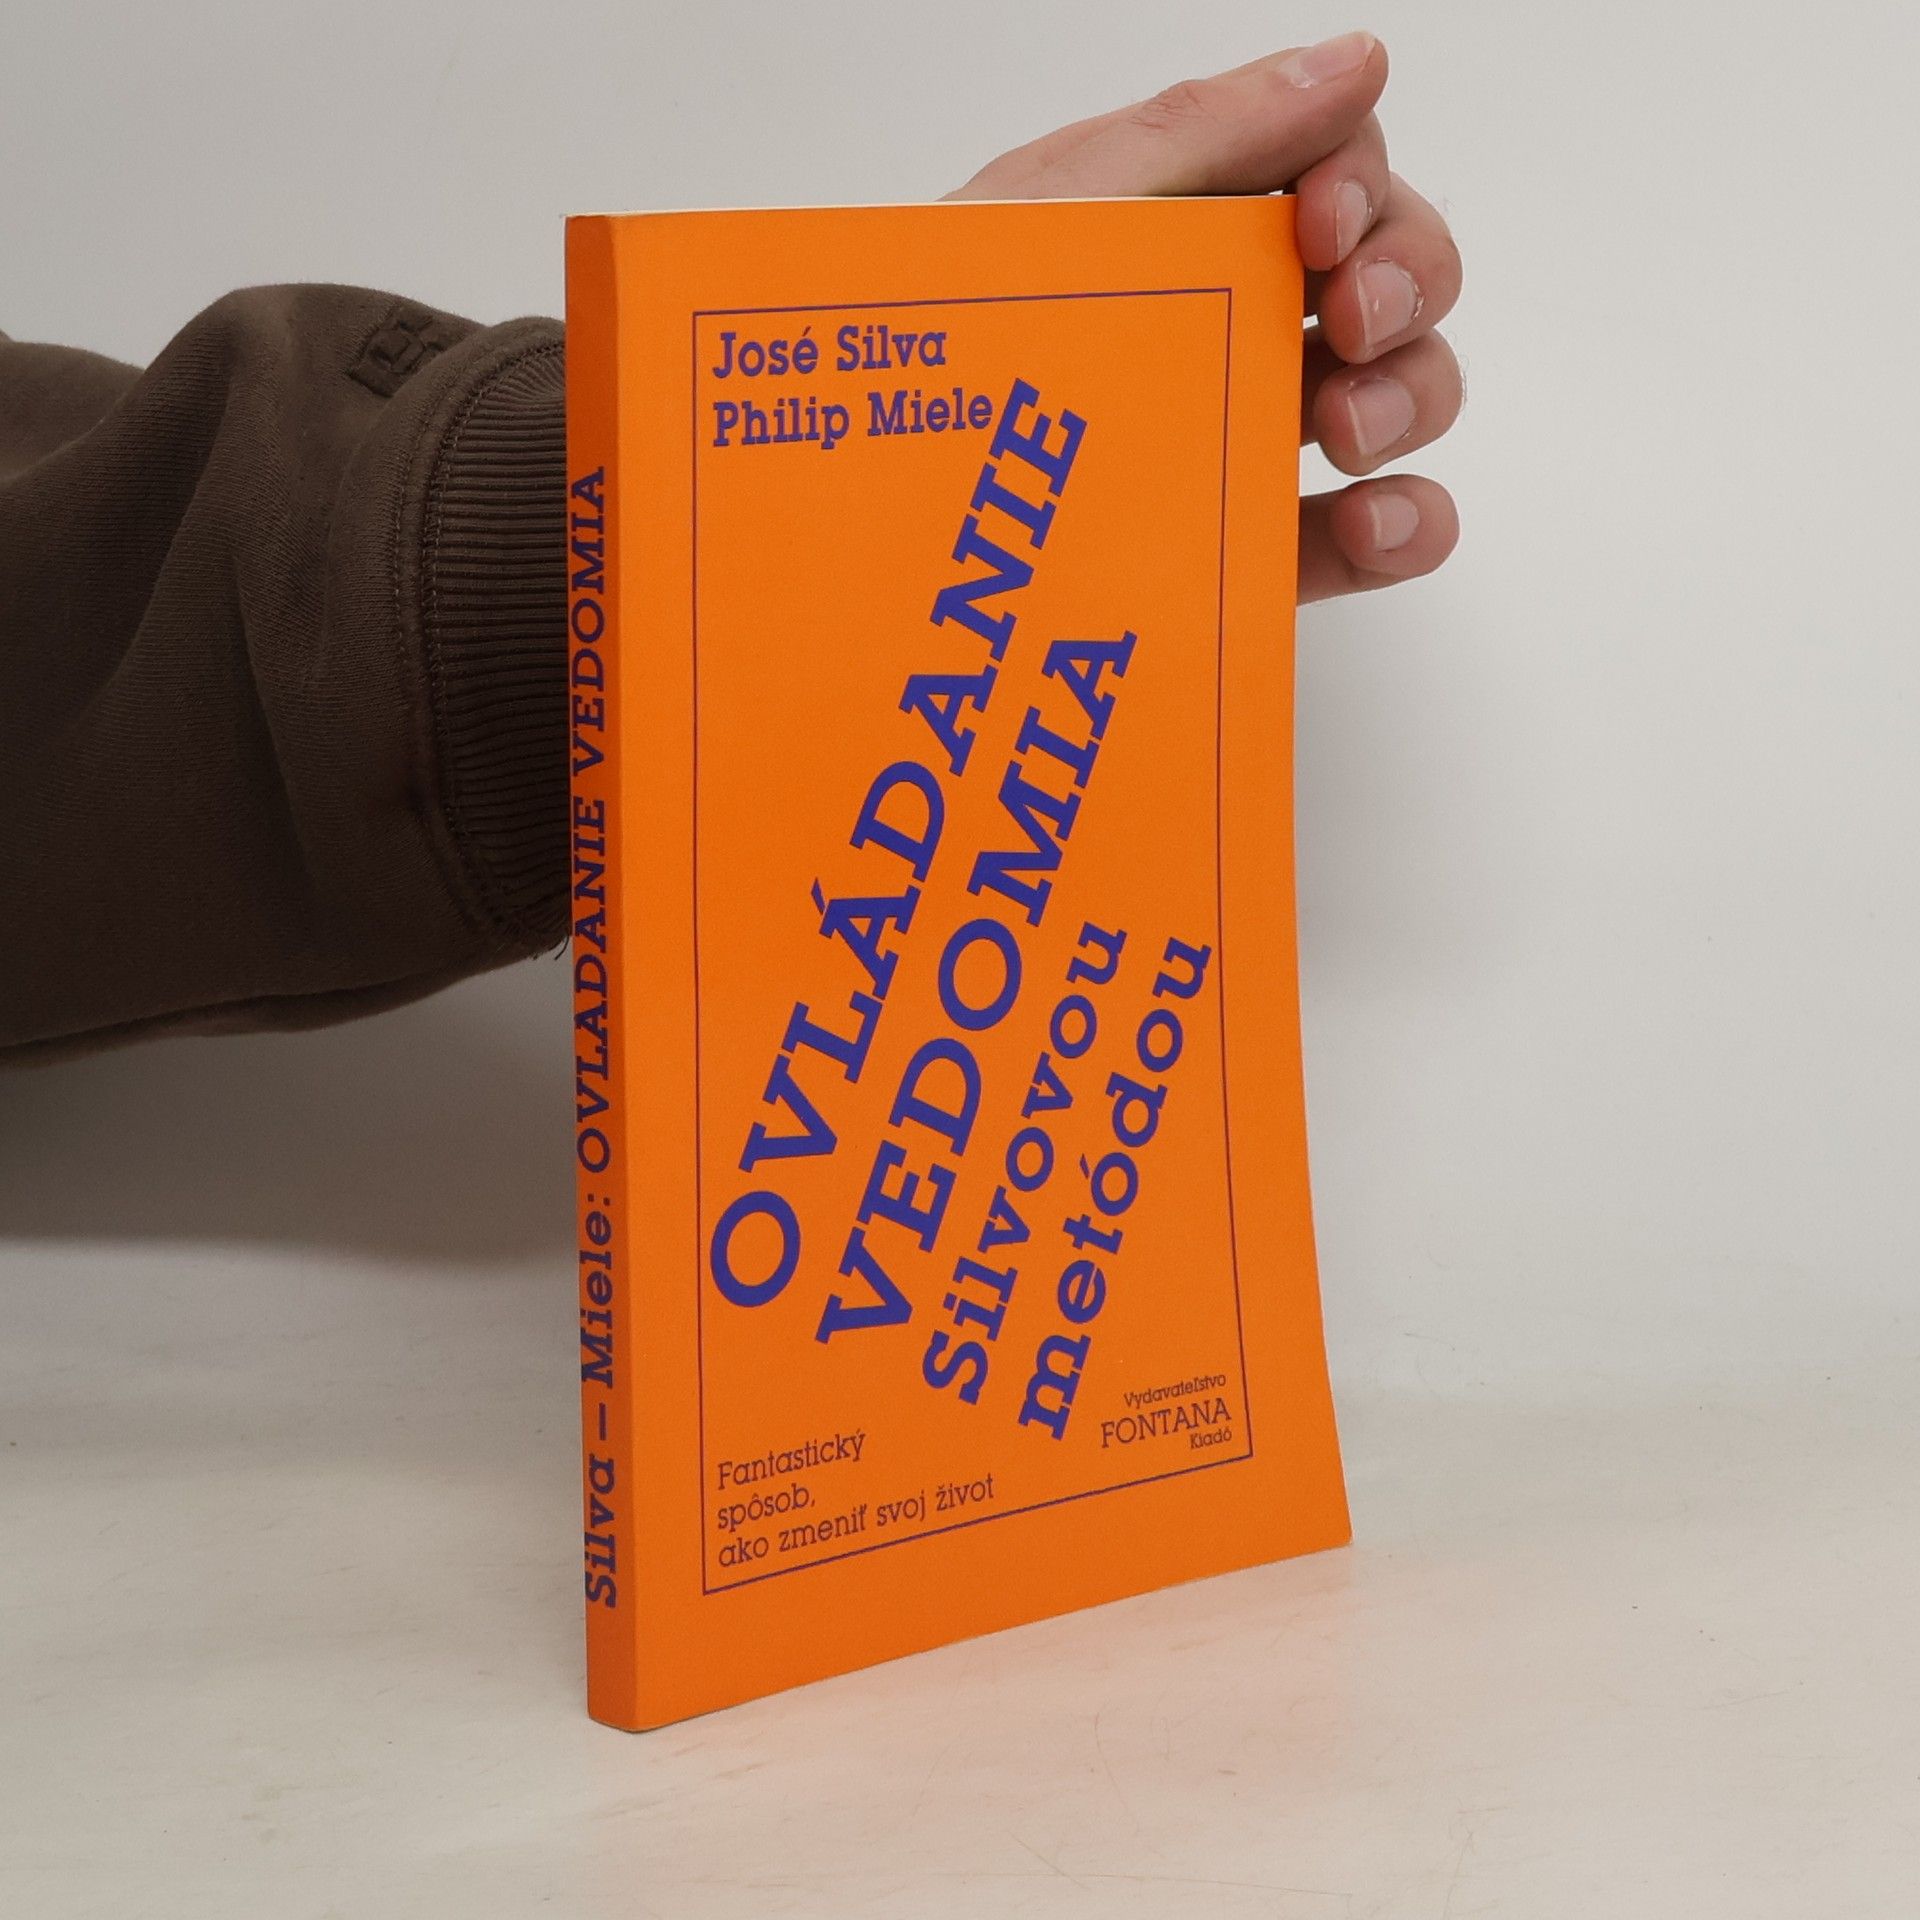 José Silva
Philip Miele
OVLÁDANIE
VEDOMIA
Silvovou
metódou
Fantastický
spôsob,
ako zmeniť svoj život
Vydavateľstvo
FONTANA
Kiadó
Silva – Miele: OVLÁDANIE VEDOMIA